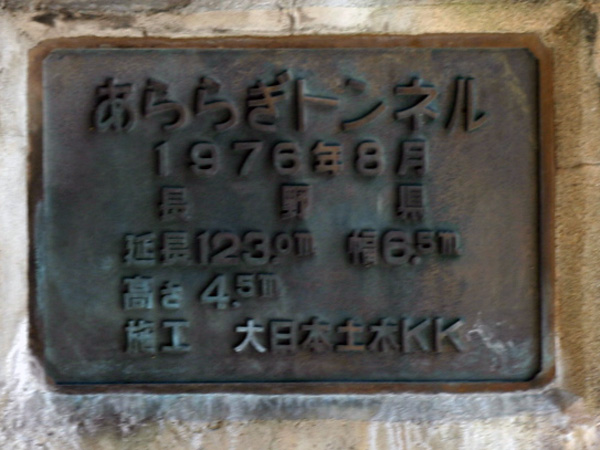 あららぎトンネル
1976年8月
長野県
延長123.0m 幅6.5m
高さ4.5m
施工 大日本土木KK